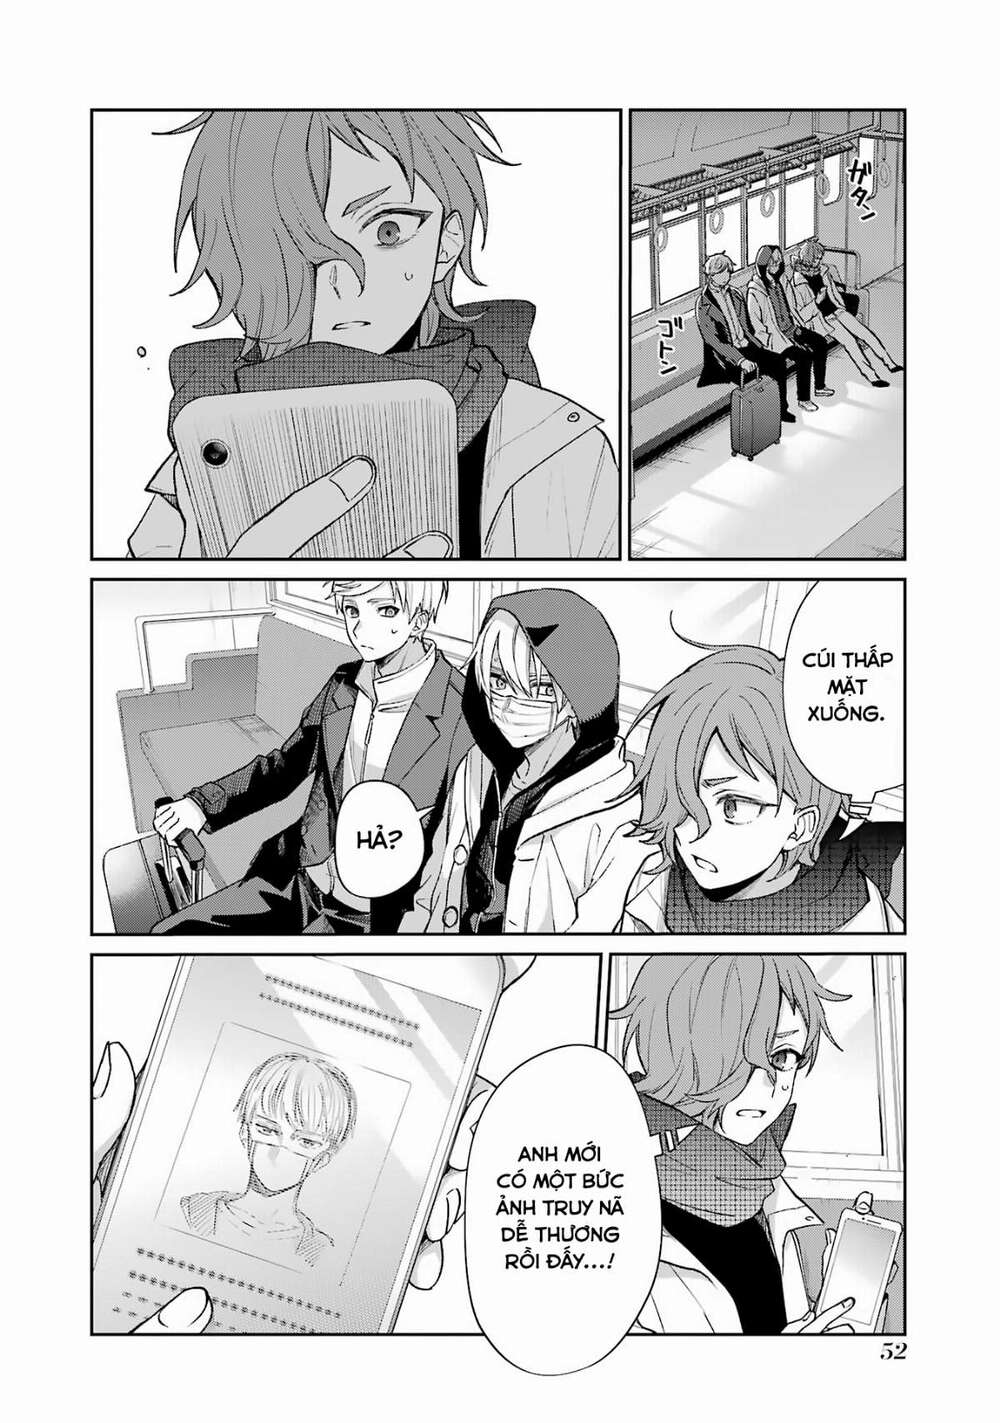 ガタン
ゴトン
CÚI THẤP
MẶT
XUỐNG.
HẢ?
ANH MỚI
CÓ MỘT BỨC
ẢNH TRUY NÃ
DỄ THƯƠNG
RỒI ĐẤY...!
52